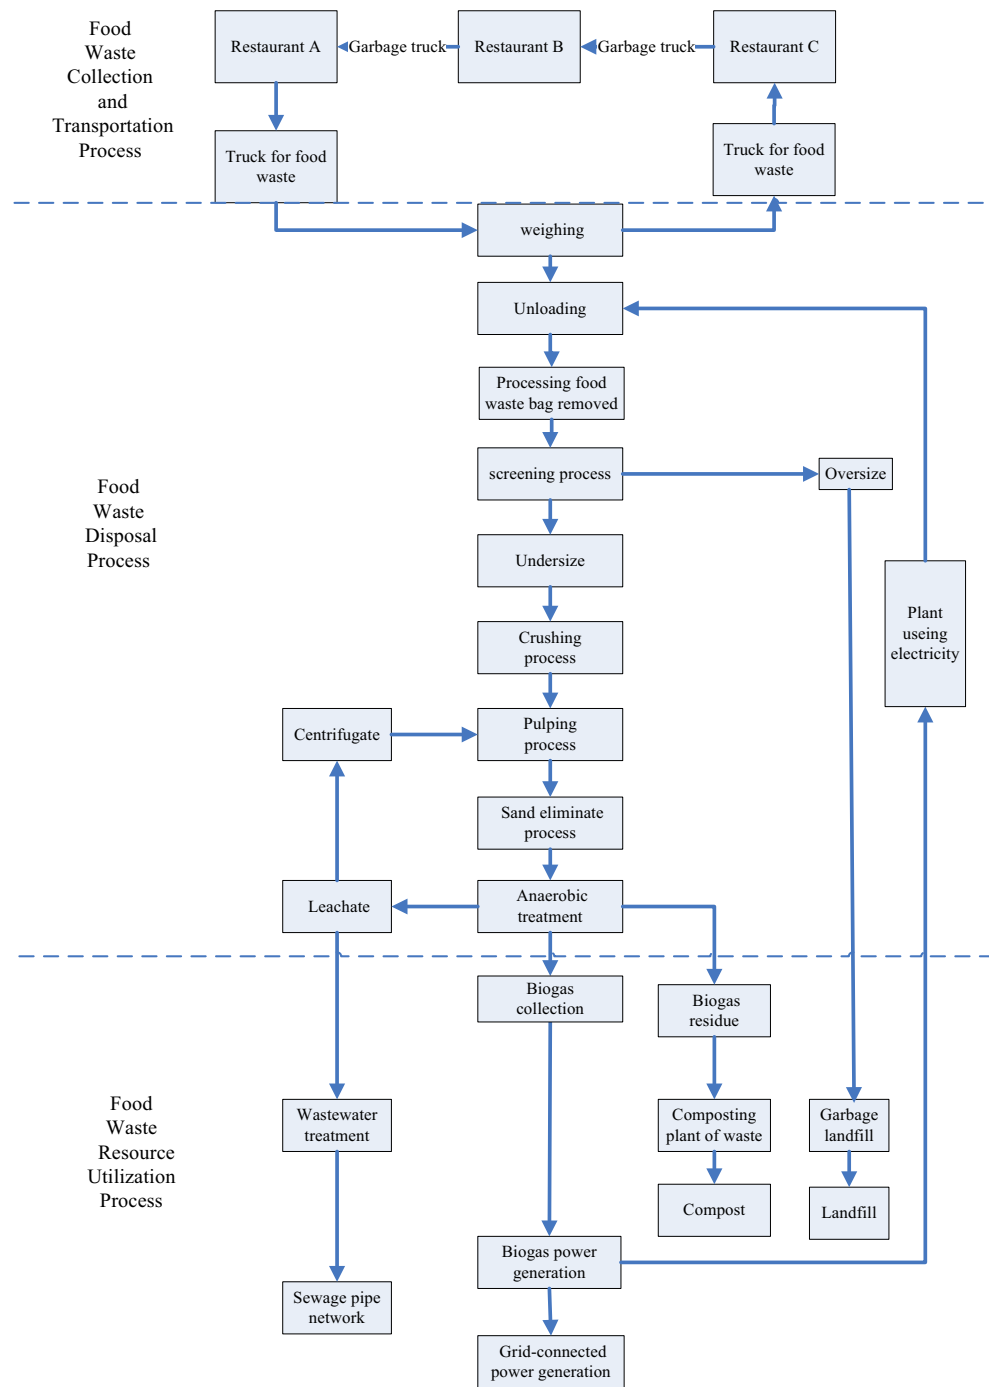 Food
Waste
Collection
and
Transportation
Process
Restaurant A
Garbage truck
Restaurant B
Garbage truck
Restaurant C
Truck for food
waste
Truck for food
waste
weighing
Unloading
Processing food
waste bag removed
screening process
Oversize
Food
Waste
Disposal
Process
Undersize
Plant
useing
electricity
Crushing
process
Centrifugate
Pulping
process
Sand eliminate
process
Leachate
Anaerobic
treatment
Biogas
collection
Biogas
residue
Food
Waste
Resource
Utilization
Process
Wastewater
treatment
Composting
plant of waste
Garbage
landfill
Compost
Landfill
Biogas power
generation
Sewage pipe
network
Grid-connected
power generation